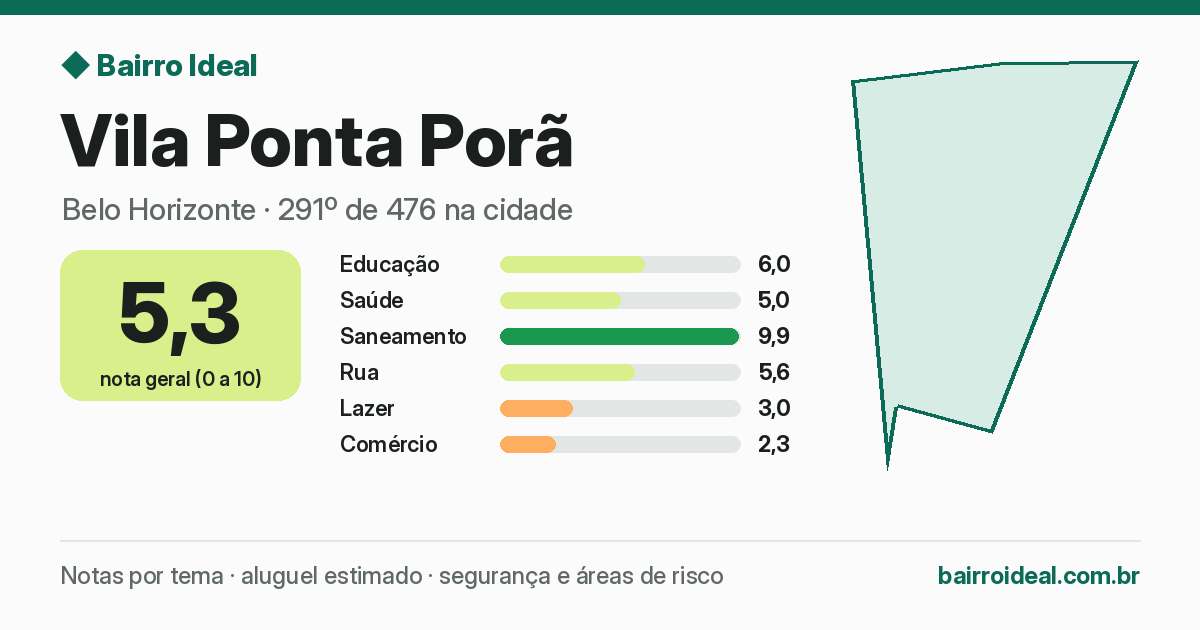 Bairro Ideal
Vila Ponta Porã
Belo Horizonte · 291º de 476 na cidade
5,3
nota geral (0 a 10)
Educação 6,0
Saúde 5,0
Saneamento 9,9
Rua 5,6
Lazer 3,0
Comércio 2,3
Notas por tema · aluguel estimado · segurança e áreas de risco
bairroideal.com.br